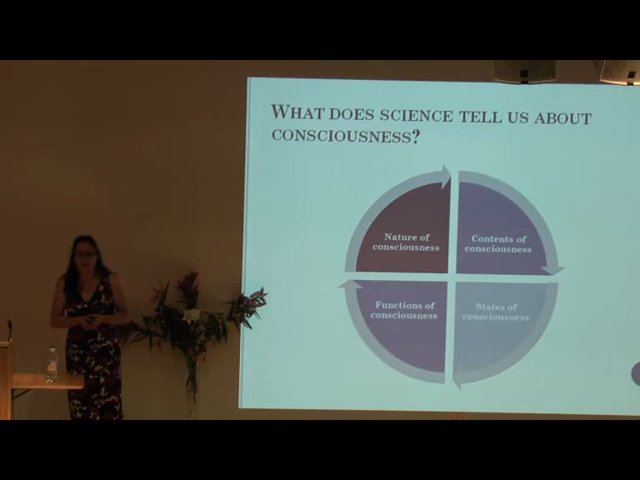 WHAT DOES SCIENCE TELL US ABOUT
CONSCIOUSNESS?
Nature of
consciousness
Contents of
consciousness
Functions of
consciousness
States of
consciousness